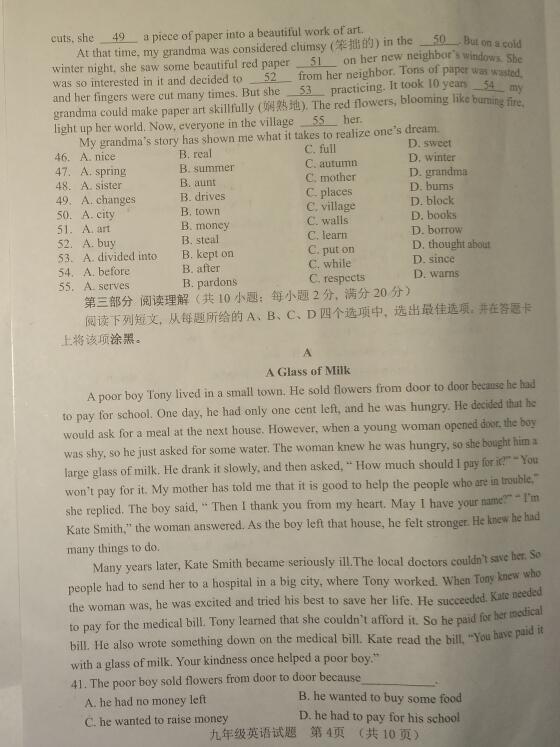 cuts, she 49 a piece of paper into a beautiful work of art.
At that time, my grandma was considered clumsy (笨拙的) in the 50 . But on a cold
winter night, she saw some beautiful red paper 51 on her new neighbor's windows. She
was so interested in it and decided to 52 from her neighbor. Tons of paper was wasted,
and her fingers were cut many times. But she 53 practicing. It took 10 years 54 my
grandma could make paper art skillfully (娴熟地). The red flowers, blooming like burning fire,
light up her world. Now, everyone in the village 55 her.
My grandma's story has shown me what it takes to realize one's dream.
46. A. nice B. real C. full D. sweet
47. A. spring B. summer C. autumn D. winter
48. A. sister B. aunt C. mother D. grandma
49. A. changes B. drives C. places D. burns
50. A. city B. town C. village D. block
51. A. art B. money C. walls D. books
52. A. buy B. steal C. learn D. borrow
53. A. divided into B. kept on C. put on D. thought about
54. A. before B. after C. while D. since
55. A. serves B. pardons C. respects D. warns
第三部分 阅读理解（共 10 小题；每小题 2 分，满分 20 分）
阅读下列短文，从每题所给的 A、B、C、D 四个选项中，选出最佳选项，并在答题卡
上将该项涂黑。
A
A Glass of Milk
A poor boy Tony lived in a small town. He sold flowers from door to door because he had
to pay for school. One day, he had only one cent left, and he was hungry. He decided that he
would ask for a meal at the next house. However, when a young woman opened door, the boy
was shy, so he just asked for some water. The woman knew he was hungry, so she bought him a
large glass of milk. He drank it slowly, and then asked, “ How much should I pay for it?” “ You
won't pay for it. My mother has told me that it is good to help the people who are in trouble,”
she replied. The boy said, “ Then I thank you from my heart. May I have your name?” “ I'm
Kate Smith,” the woman answered. As the boy left that house, he felt stronger. He knew he had
many things to do.
Many years later, Kate Smith became seriously ill.The local doctors couldn't save her. So
people had to send her to a hospital in a big city, where Tony worked. When Tony knew who
the woman was, he was excited and tried his best to save her life. He succeeded. Kate needed
to pay for the medical bill. Tony learned that she couldn't afford it. So he paid for her medical
bill. He also wrote something down on the medical bill. Kate read the bill, “You have paid it
with a glass of milk. Your kindness once helped a poor boy.”
41. The poor boy sold flowers from door to door because____________.
A. he had no money left B. he wanted to buy some food
C. he wanted to raise money D. he had to pay for his school
九年级英语试题 第 4页 （共 10 页）